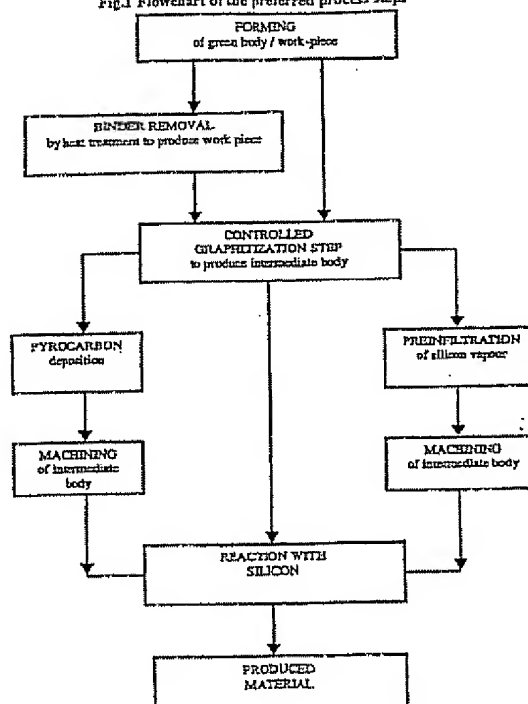 Fig.1 Flowchart of the preferred process steps
FORMING
of green body / work-piece
BINDER REMOVAL
by heat treatment to produce work piece
CONTROLLED
GRAPHITIZATION STEP
to produce intermediate body
PYROCARBON
deposition
PREINFILTRATION
of silicon vapour
MACHINING
of intermediate
body
MACHINING
of intermediate body
REACTION WITH
SILICON
PRODUCED
MATERIAL